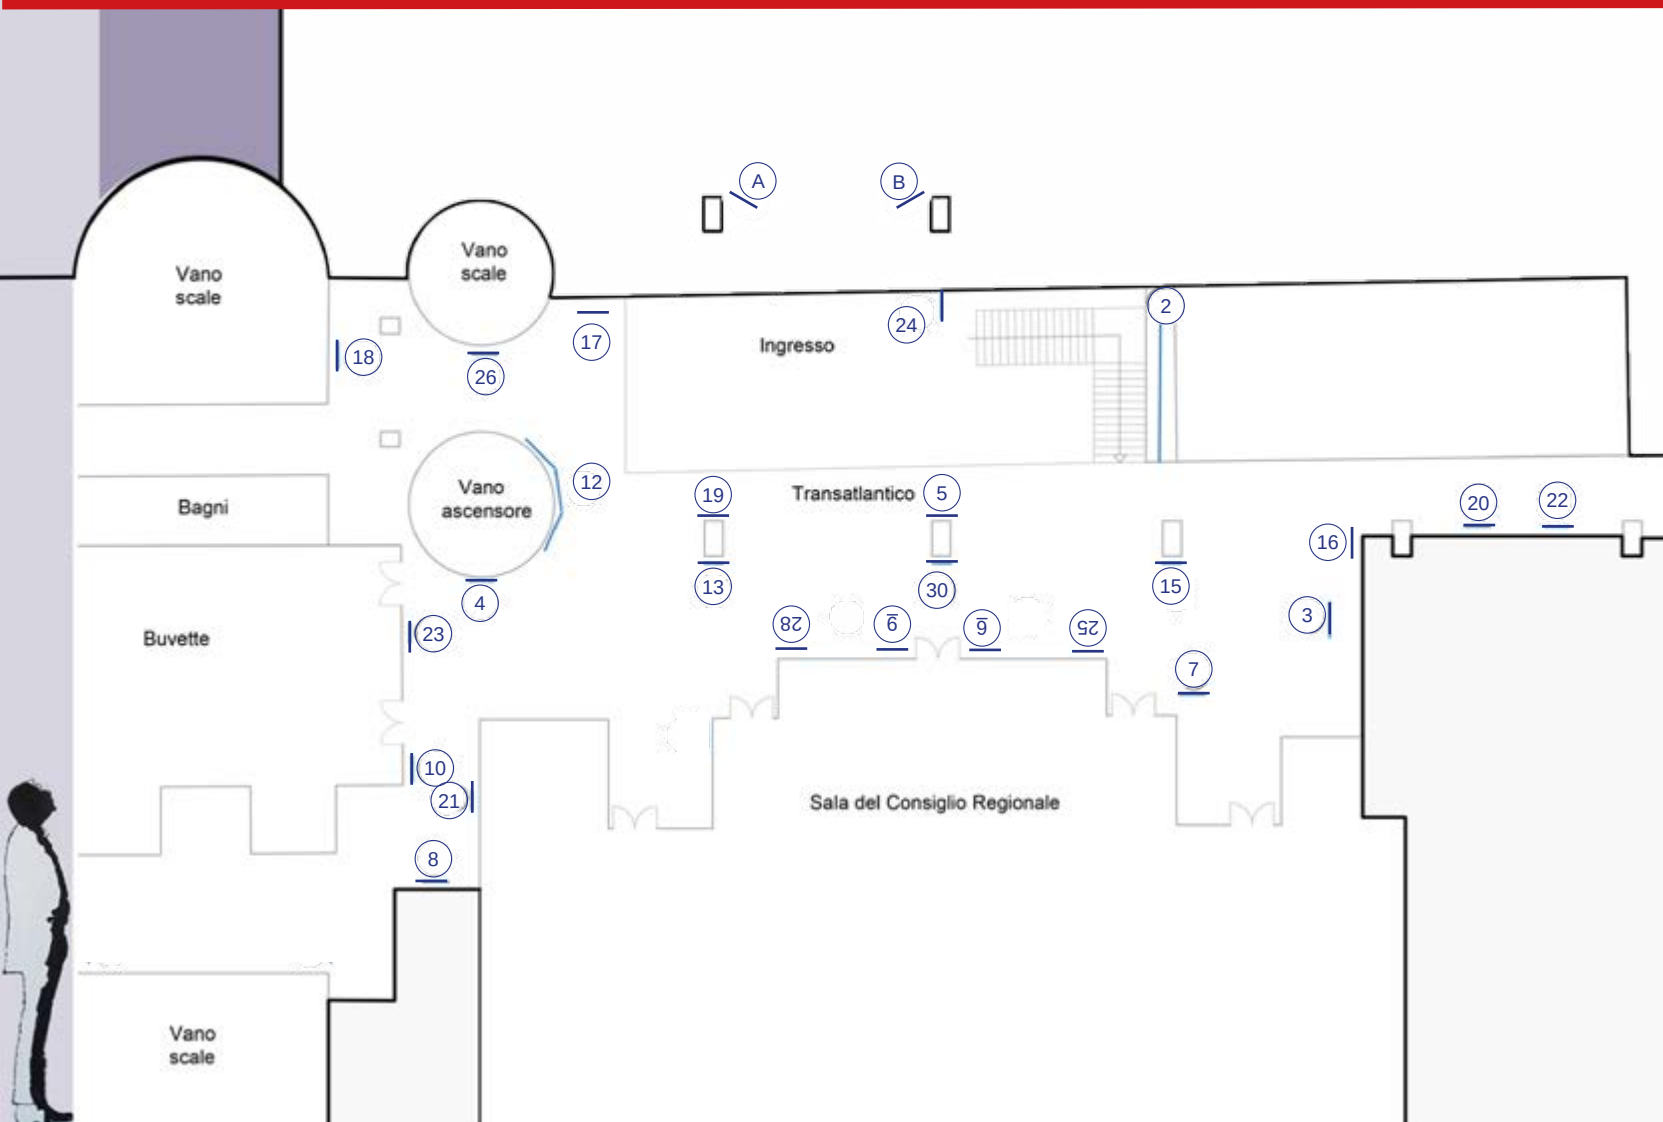 A
B
Vano
scale
Vano
scale
2
24
17
Ingresso
18
26
12
Vano
ascensore
Transatlantico
19
5
20
22
Bagni
16
13
30
15
4
3
23
Buvette
28
6
9
25
7
10
21
Sala del Consiglio Regionale
8
Vano
scale